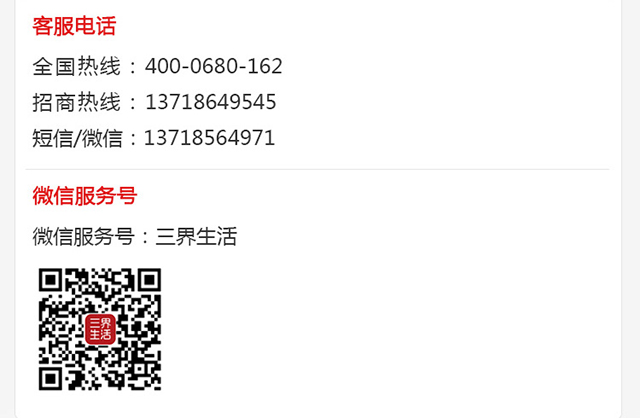 客服电话
全国热线：400-0680-162
招商热线：13718649545
短信/微信：13718564971
微信服务号
微信服务号：三界生活
三界
生活